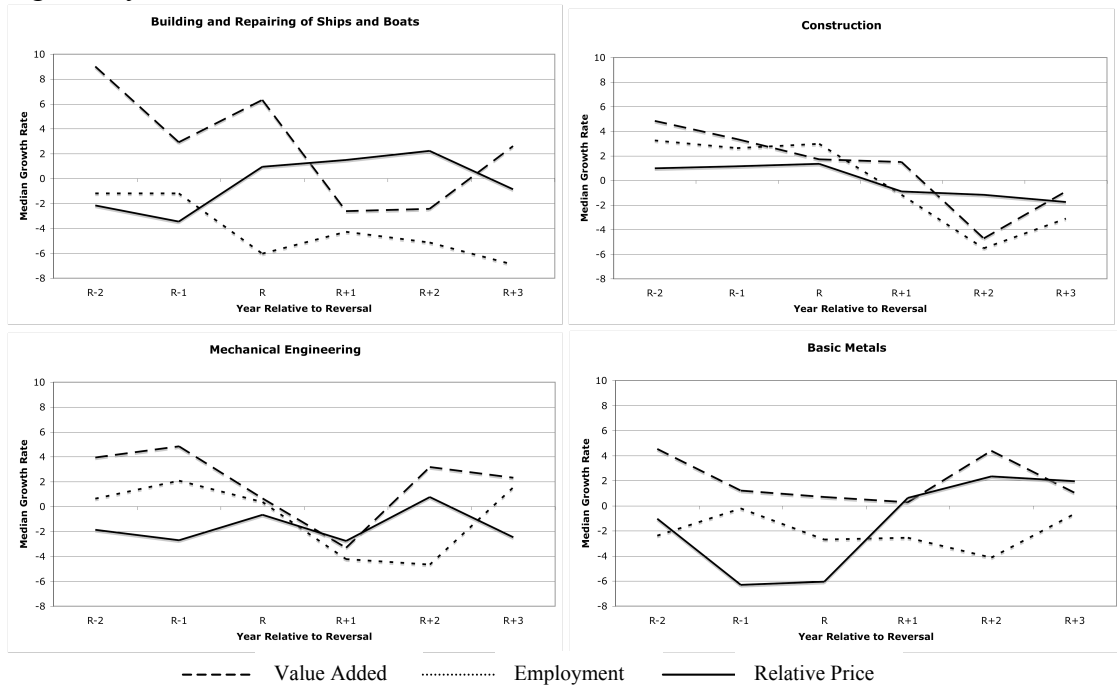 Building and Repairing of Ships and Boats
Median Growth Rate
10
8
6
4
2
0
-2
-4
-6
-8
R-2 R-1 R R+1 R+2 R+3
Year Relative to Reversal
Construction
Median Growth Rate
10
8
6
4
2
0
-2
-4
-6
-8
R-2 R-1 R R+1 R+2 R+3
Year Relative to Reversal
Mechanical Engineering
Median Growth Rate
10
8
6
4
2
0
-2
-4
-6
-8
R-2 R-1 R R+1 R+2 R+3
Year Relative to Reversal
Basic Metals
Median Growth Rate
10
8
6
4
2
0
-2
-4
-6
-8
R-2 R-1 R R+1 R+2 R+3
Year Relative to Reversal
Value Added Employment Relative Price